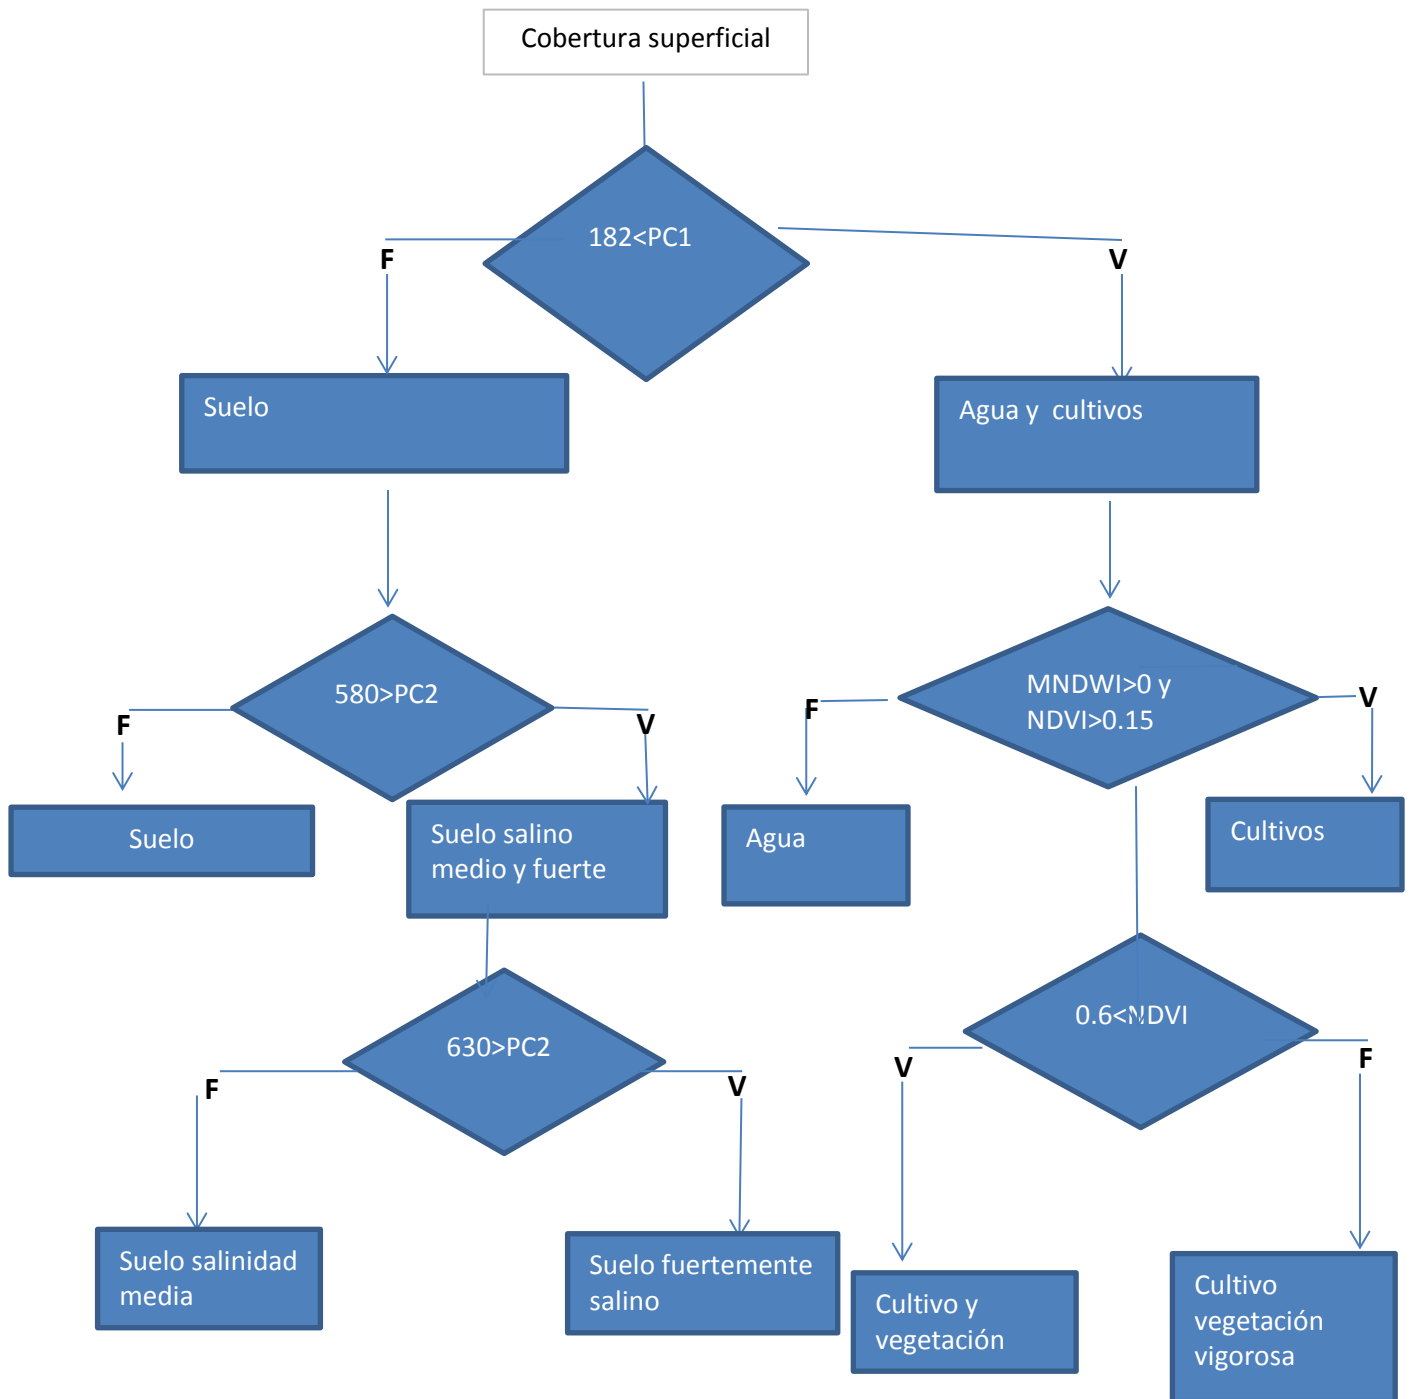 Cobertura superficial
182<PC1
F
V
Suelo
Agua y cultivos
580>PC2
F
V
MNDWI>0 y
NDVI>0.15
F
V
Suelo
Suelo salino
medio y fuerte
Agua
Cultivos
630>PC2
F
V
0.6<NDVI
V
F
Suelo salinidad
media
Suelo fuertemente
salino
Cultivo y
vegetación
Cultivo
vegetación
vigorosa